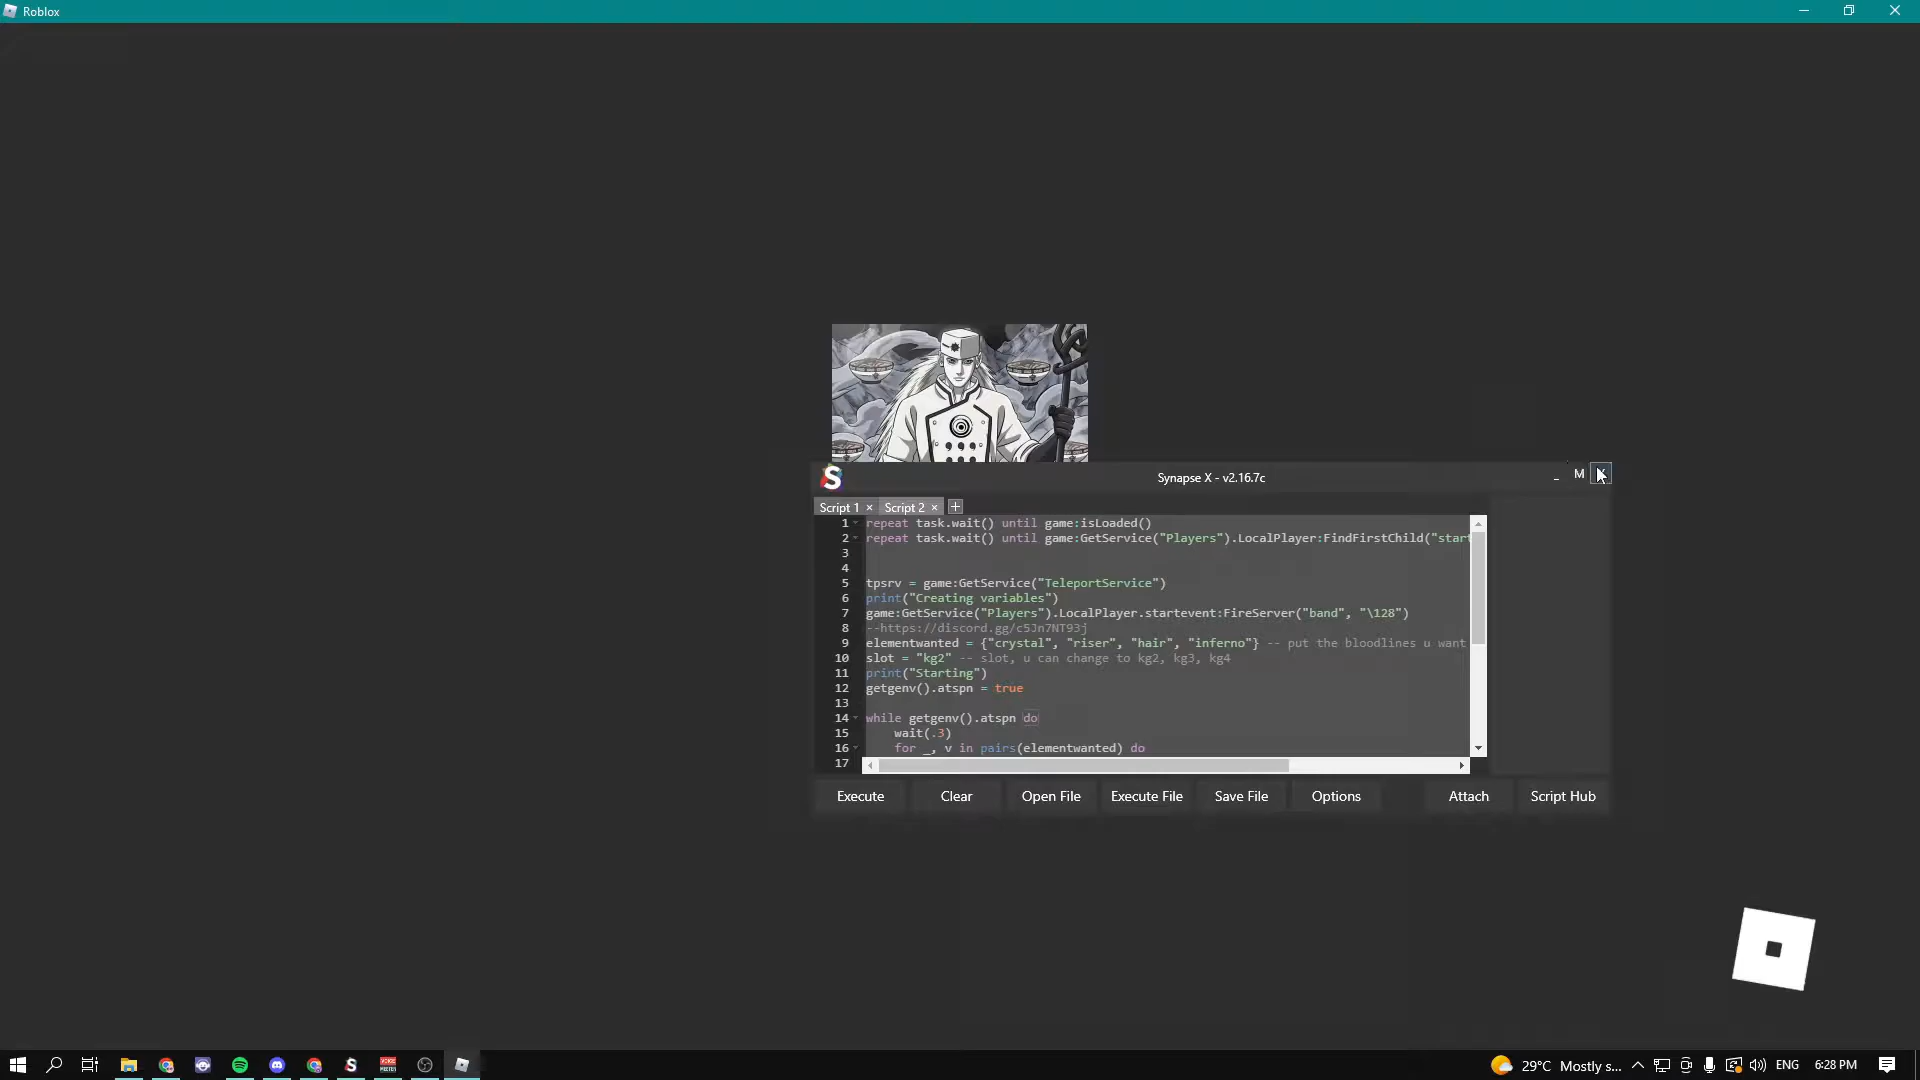 Roblox
Synapse X - v2.16.7c
_ M
Script 1 × Script 2 × +
1 repeat task.wait() until game:isLoaded()
2 repeat task.wait() until game:GetService("Players").LocalPlayer:FindFirstChild("start
3
4
5 tpsrv = game:GetService("TeleportService")
6 print("Creating variables")
7 game:GetService("Players").LocalPlayer.startevent:FireServer("band", "\128")
8 --https://discord.gg/c5Jn7NT93j
9 elementwanted = {"crystal", "riser", "hair", "inferno"} -- put the bloodlines u want
10 slot = "kg2" -- slot, u can change to kg2, kg3, kg4
11 print("Starting")
12 getgenv().atspn = true
13
14 while getgenv().atspn do
15 wait(.3)
16 for _, v in pairs(elementwanted) do
17
Execute Clear Open File Execute File Save File Options Attach Script Hub
29°C Mostly s... ENG 6:28 PM